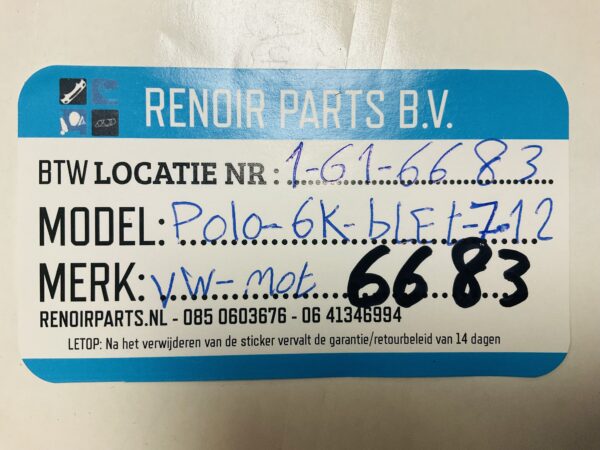 RENOIR PARTS B.V.
BTW LOCATIE NR : 1-61-6683
MODEL: Polo-6K-blEt-7.12
MERK: VW-mot 6683
RENOIRPARTS.NL - 085 0603676 - 06 41346994
LETOP: Na het verwijderen van de sticker vervalt de garantie/retourbeleid van 14 dagen